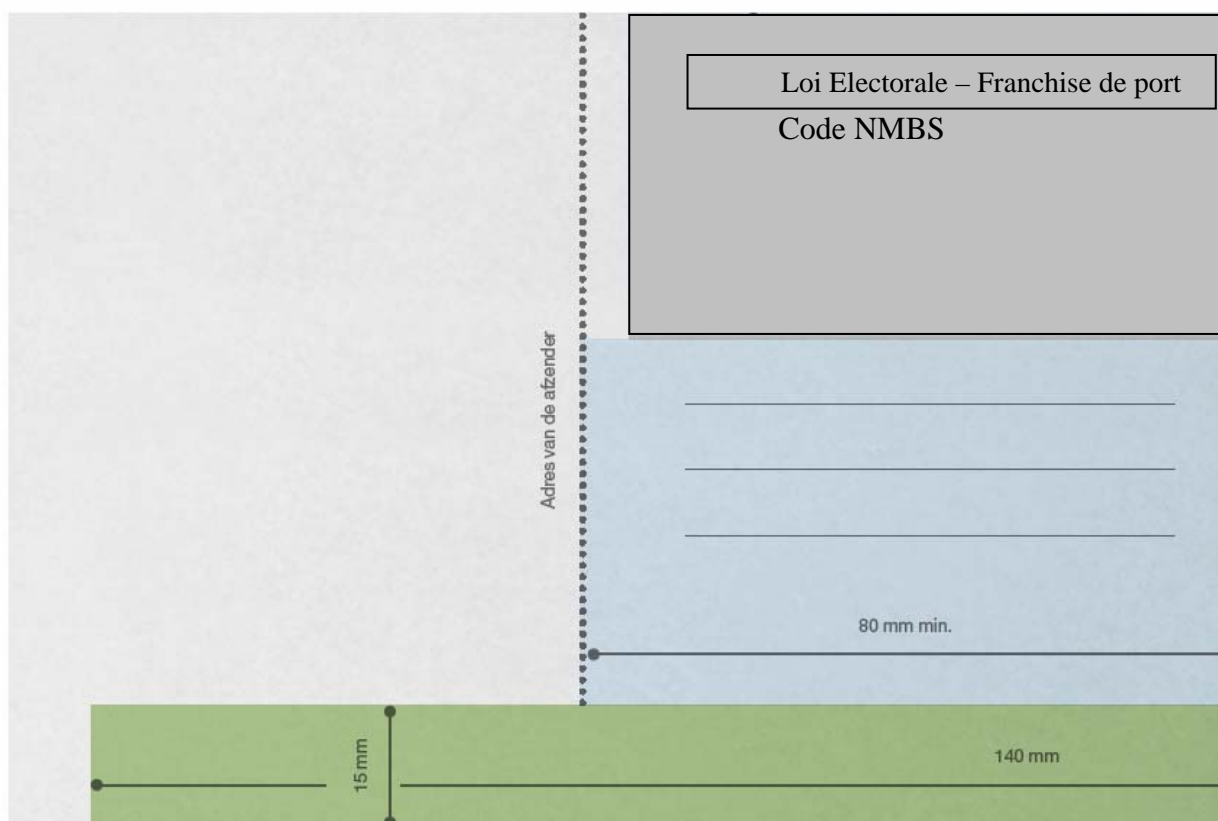 Loi Electorale – Franchise de port
Code NMBS
Adres van de afzender
80 mm min.
15 mm
140 mm